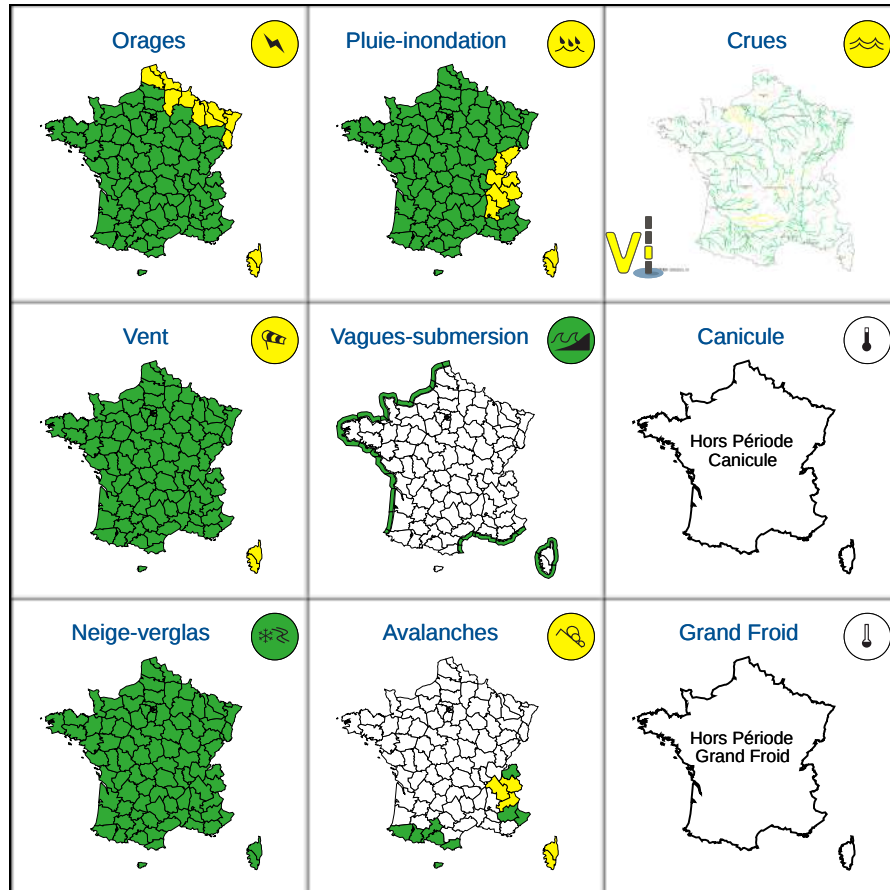 Orages
Pluie-inondation
Crues
Vi
Vent
Vagues-submersion
Canicule
Hors Période
Canicule
Neige-verglas
Avalanches
Grand Froid
Hors Période
Grand Froid